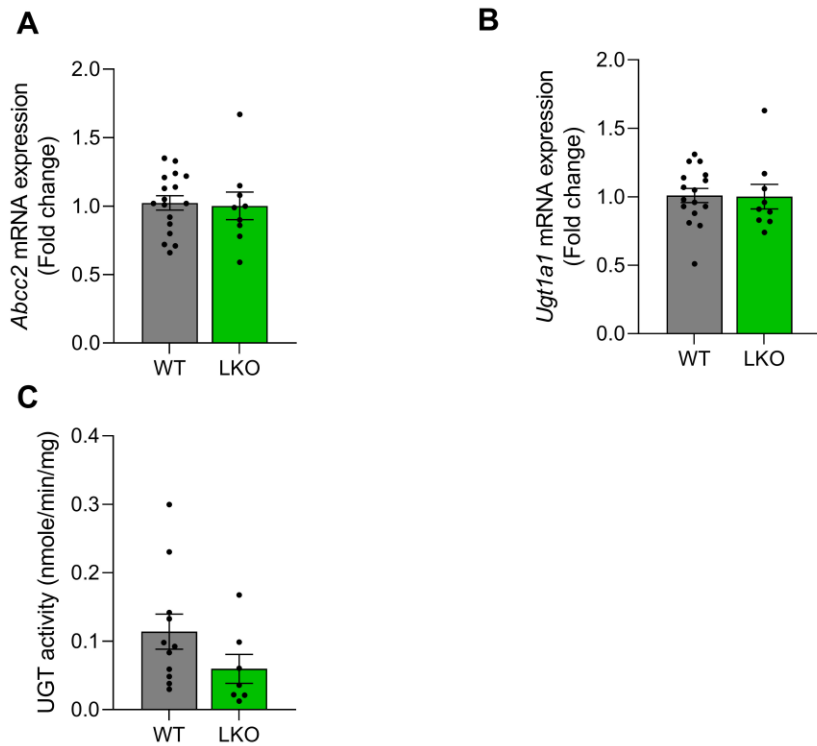 A
Abcc2 mRNA expression
(Fold change)
2.0
1.5
1.0
0.5
0.0
WT LKO
B
Ugt1a1 mRNA expression
(Fold change)
2.0
1.5
1.0
0.5
0.0
WT LKO
C
UGT activity (nmole/min/mg)
0.4
0.3
0.2
0.1
0.0
WT LKO